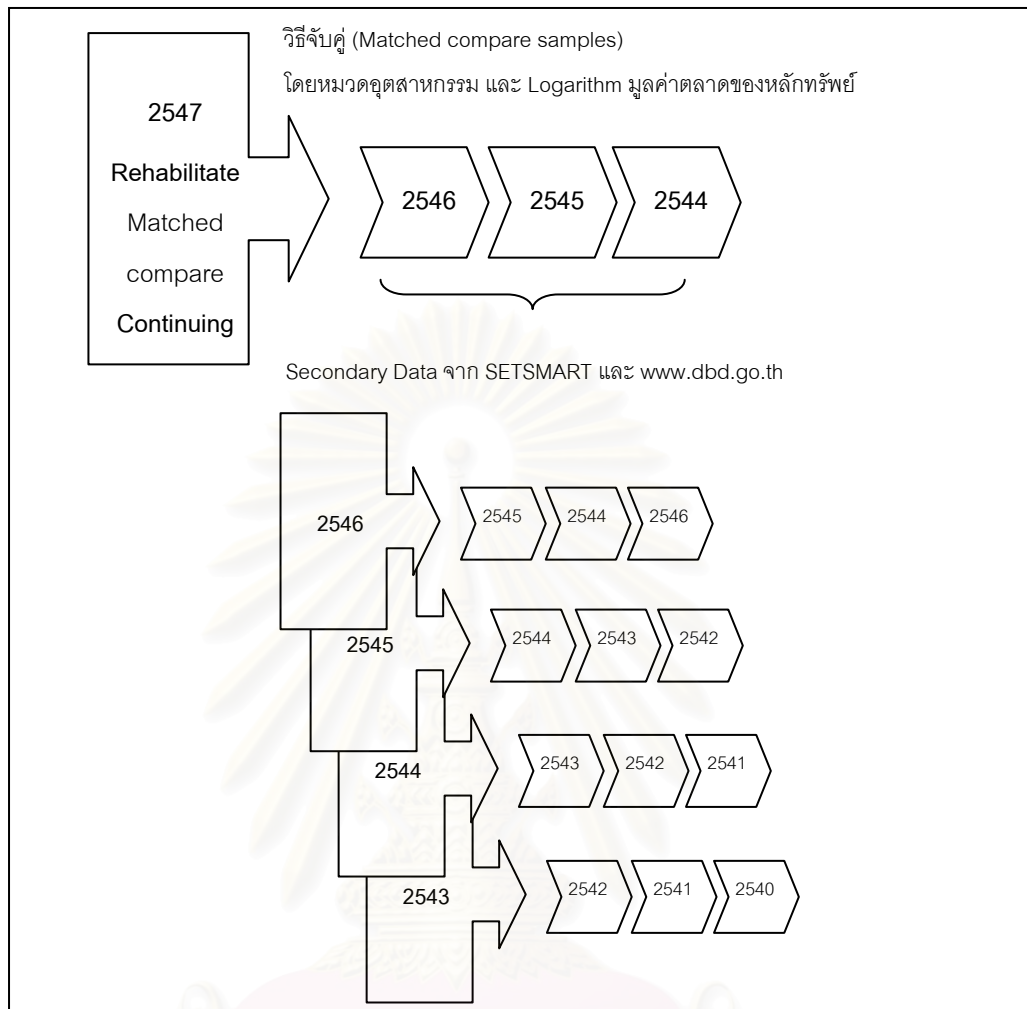 วิธีจับคู่ (Matched compare samples)
โดยหมวดอุตสาหกรรม และ Logarithm มูลค่าตลาดของหลักทรัพย์
2547
Rehabilitate
Matched
compare
Continuing
2546 2545 2544
Secondary Data จาก SETSMART และ www.dbd.go.th
2546 2545 2544 2546
2545 2544 2543 2542
2544 2543 2542 2541
2543 2542 2541 2540